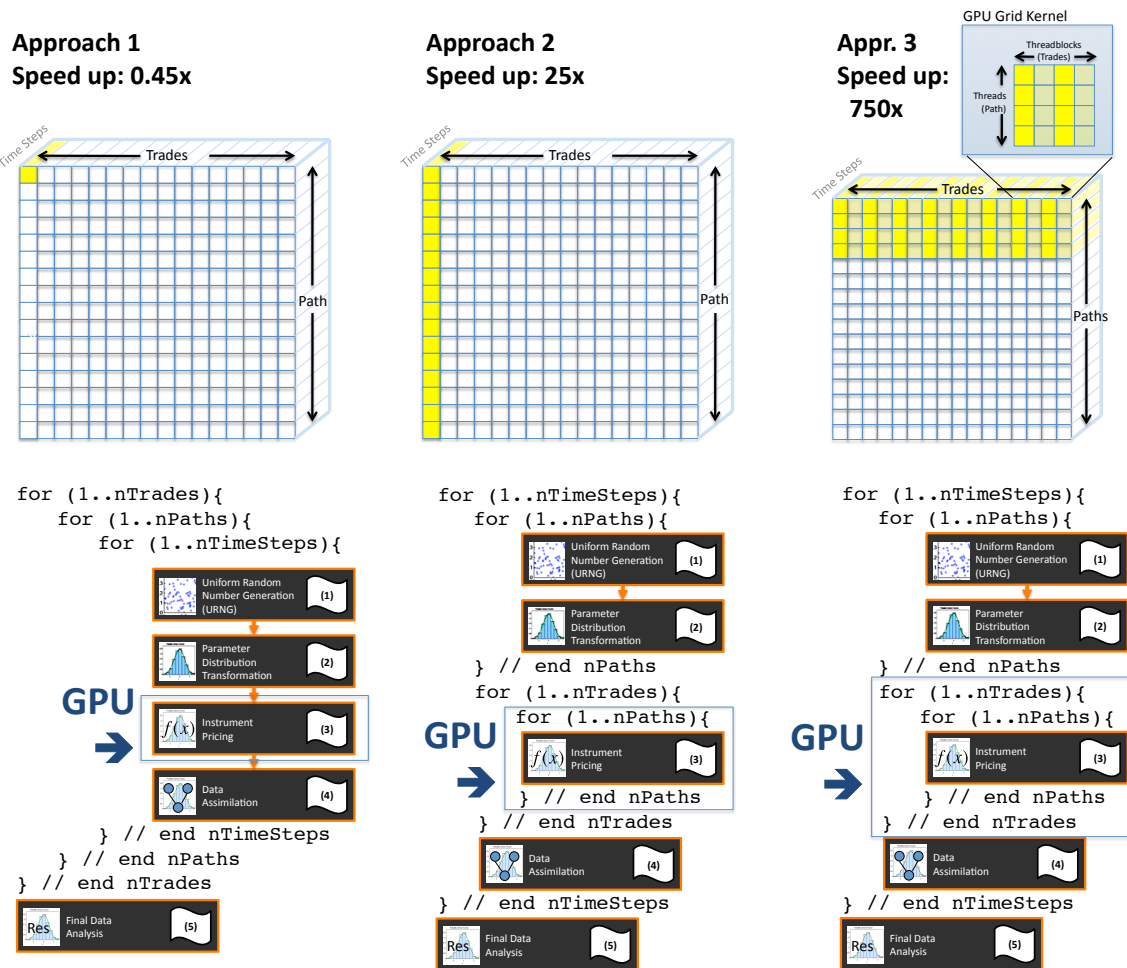 Approach 1
Speed up: 0.45x
Time Steps
Trades
Path
for (1..nTrades){
for (1..nPaths){
for (1..nTimeSteps){
Uniform Random
Number Generation
(URNG)
(1)
Parameter
Distribution
Transformation
(2)
GPU
f(x)
Instrument
Pricing
(3)
Data
Assimilation
(4)
} // end nTimeSteps
} // end nPaths
} // end nTrades
Res
Final Data
Analysis
(5)
Approach 2
Speed up: 25x
Time Steps
Trades
Path
for (1..nTimeSteps){
for (1..nPaths){
Uniform Random
Number Generation
(URNG)
(1)
Parameter
Distribution
Transformation
(2)
} // end nPaths
for (1..nTrades){
for (1..nPaths){
GPU
f(x)
Instrument
Pricing
(3)
} // end nPaths
} // end nTrades
Data
Assimilation
(4)
} // end nTimeSteps
Res
Final Data
Analysis
(5)
Appr. 3
Speed up:
750x
GPU Grid Kernel
Threadblocks
(Trades)
Threads
(Path)
Time Steps
Trades
Paths
for (1..nTimeSteps){
for (1..nPaths){
Uniform Random
Number Generation
(URNG)
(1)
Parameter
Distribution
Transformation
(2)
} // end nPaths
for (1..nTrades){
for (1..nPaths){
GPU
f(x)
Instrument
Pricing
(3)
} // end nPaths
} // end nTrades
Data
Assimilation
(4)
} // end nTimeSteps
Res
Final Data
Analysis
(5)